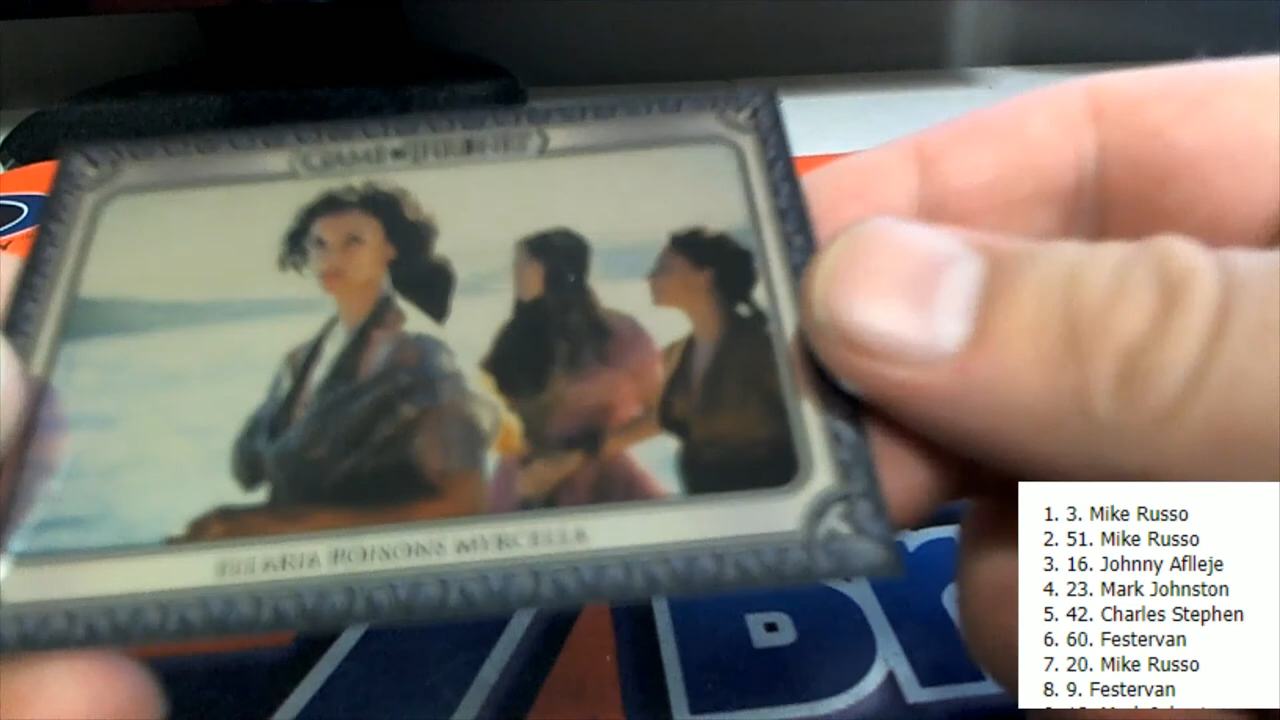 GAME OF THRONES
ELLARIA POISONS MYRCELLA
1. 3. Mike Russo
2. 51. Mike Russo
3. 16. Johnny Aflleje
4. 23. Mark Johnston
5. 42. Charles Stephen
6. 60. Festervan
7. 20. Mike Russo
8. 9. Festervan